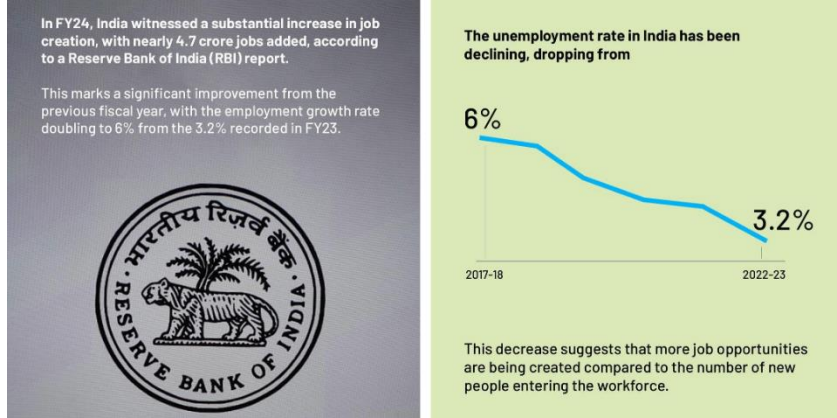 In FY24, India witnessed a substantial increase in job
creation, with nearly 4.7 crore jobs added, according
to a Reserve Bank of India (RBI) report.
This marks a significant improvement from the
previous fiscal year, with the employment growth rate
doubling to 6% from the 3.2% recorded in FY23.
भारतीय रिज़र्व बैंक
RESERVE BANK OF INDIA
The unemployment rate in India has been
declining, dropping from
6%
3.2%
2017-18
2022-23
This decrease suggests that more job opportunities
are being created compared to the number of new
people entering the workforce.